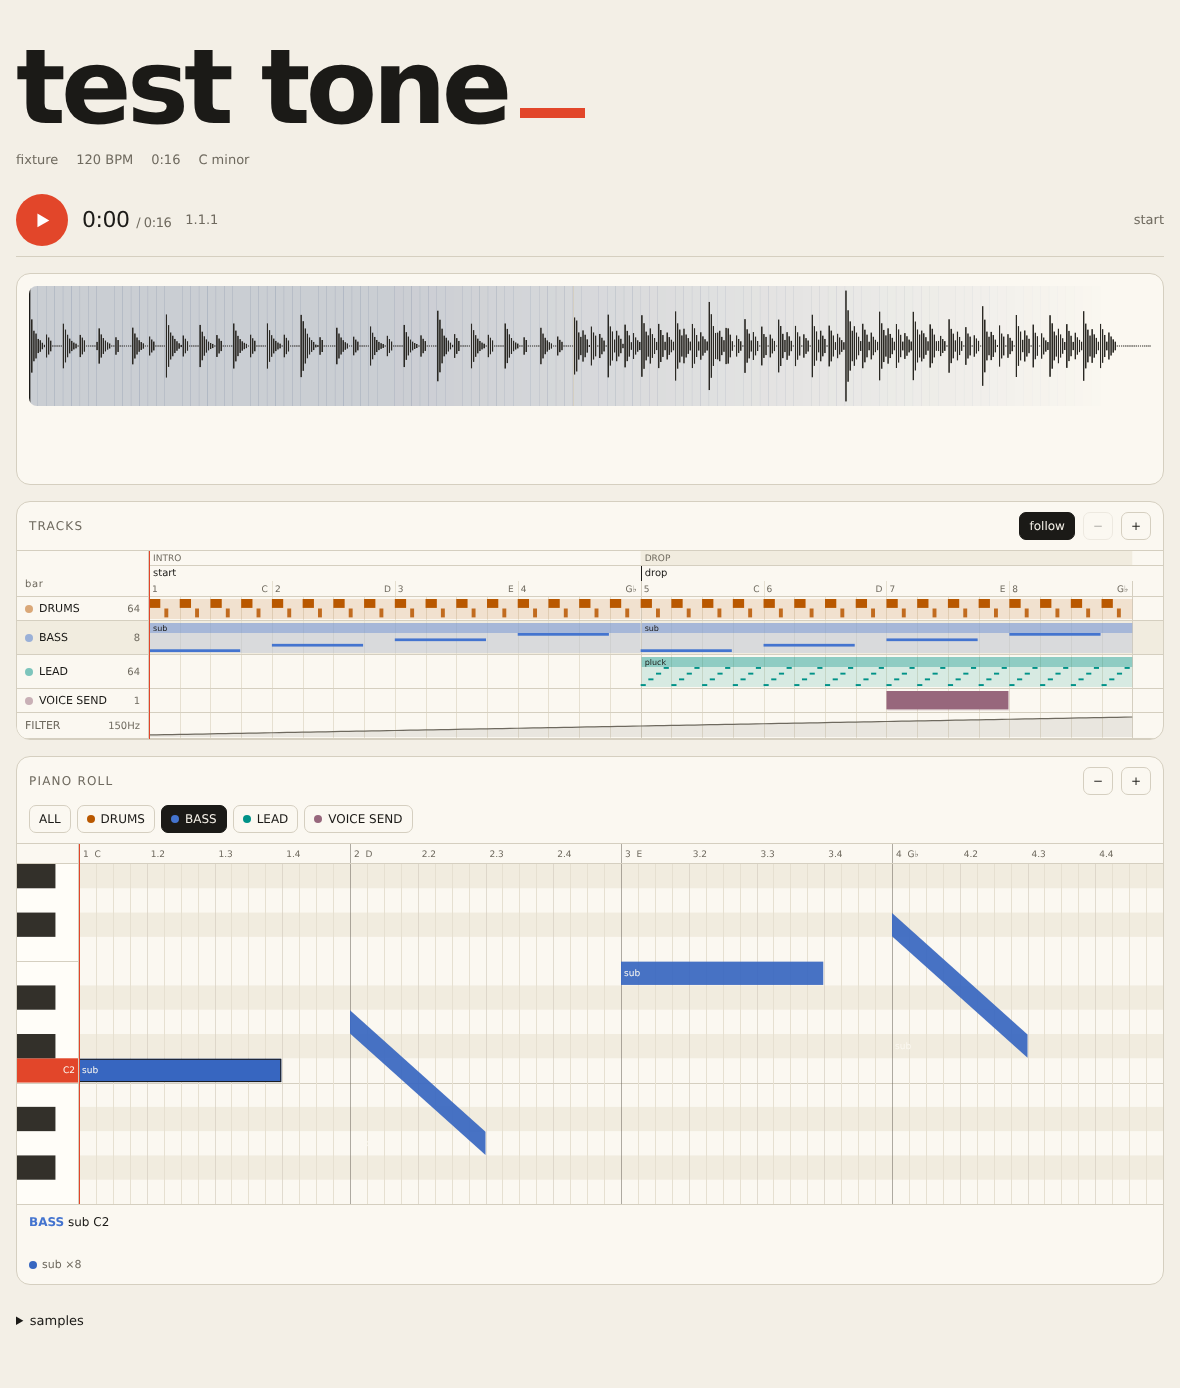 test tone
fixture 120 BPM 0:16 C minor
0:00 / 0:16 1.1.1 start
TRACKS follow − +
INTRO DROP
start drop
bar
1 C 2 D 3 E 4 G♭ 5 C 6 D 7 E 8 G♭
DRUMS 64
sub sub
BASS 8
pluck
LEAD 64
VOICE SEND 1
FILTER 150Hz
PIANO ROLL − +
ALL DRUMS BASS LEAD VOICE SEND
1 C 1.2 1.3 1.4 2 D 2.2 2.3 2.4 3 E 3.2 3.3 3.4 4 G♭ 4.2 4.3 4.4
sub
sub
C2 sub
BASS sub C2
sub ×8
samples